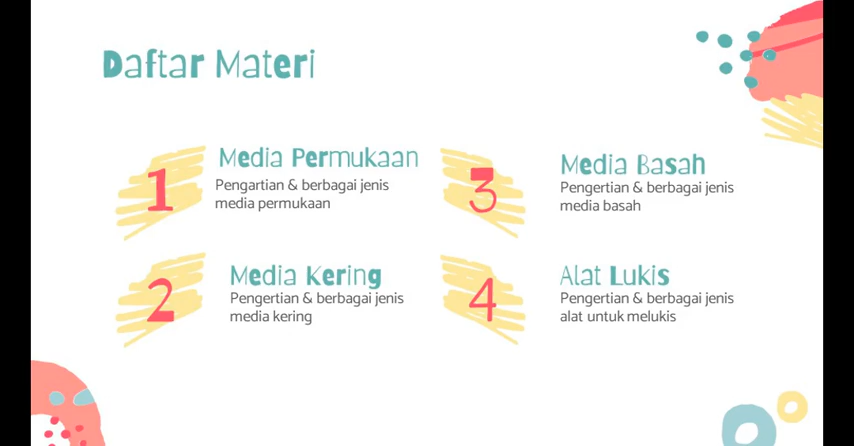 Daftar Materi
1
Media Permukaan
Pengartian & berbagai jenis
media permukaan
2
Media Kering
Pengertian & berbagai jenis
media kering
3
Media Basah
Pengertian & berbagai jenis
media basah
4
Alat Lukis
Pengertian & berbagai jenis
alat untuk melukis